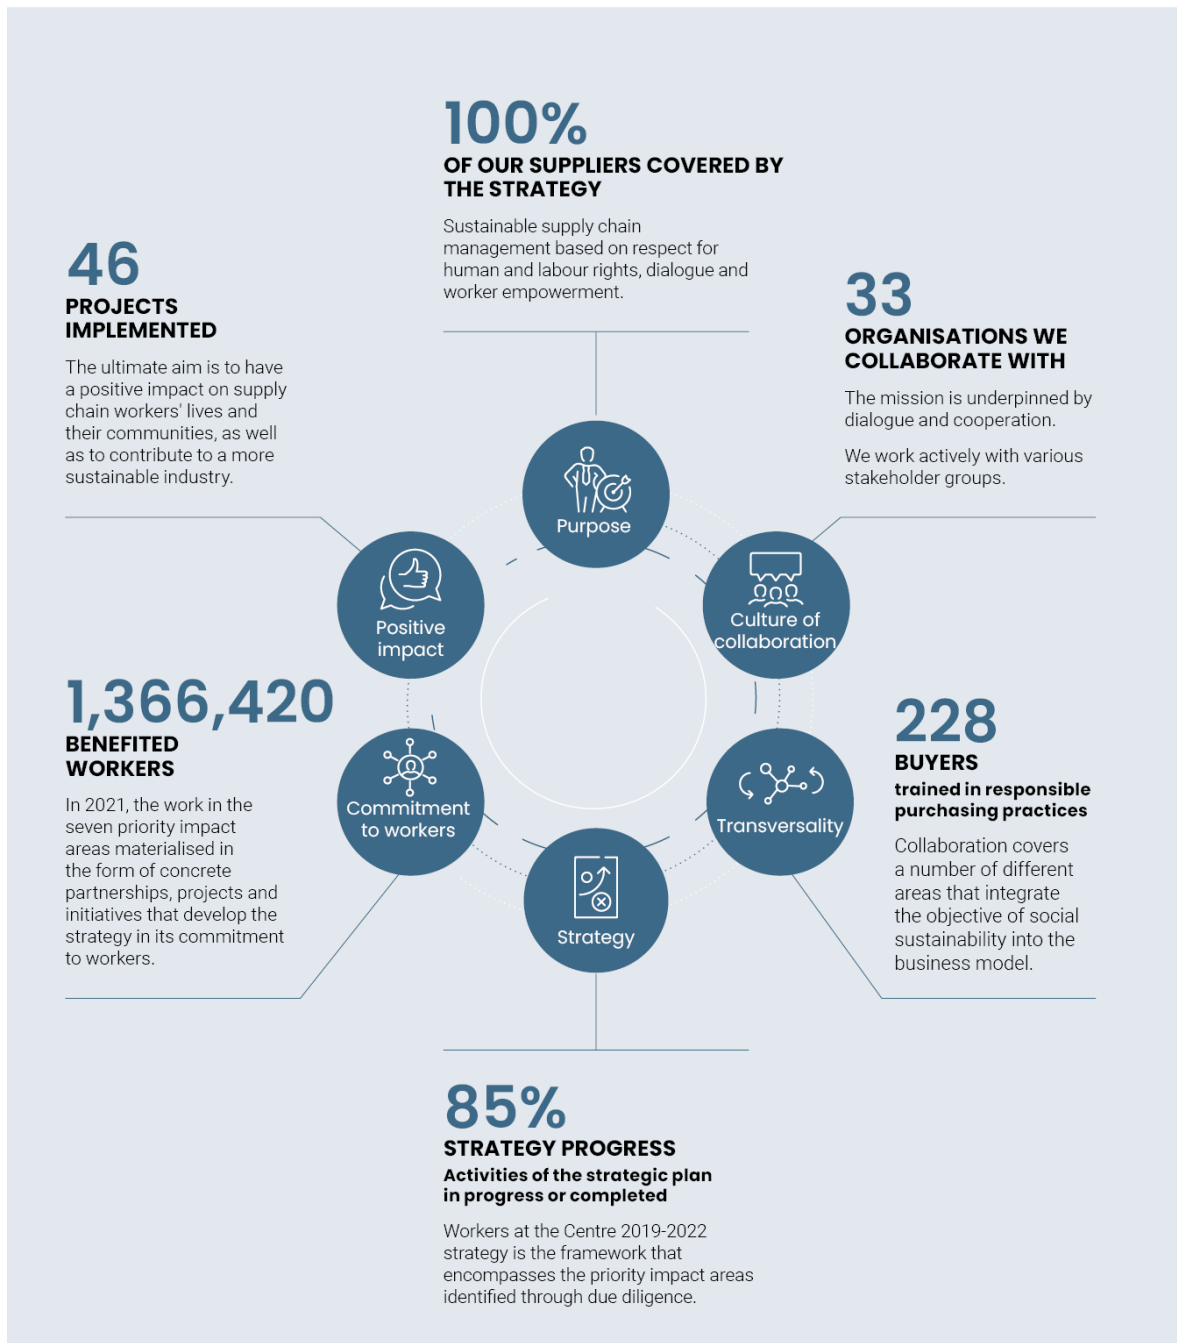 100%
OF OUR SUPPLIERS COVERED BY
THE STRATEGY
Sustainable supply chain
management based on respect for
human and labour rights, dialogue and
worker empowerment.
46
PROJECTS
IMPLEMENTED
The ultimate aim is to have
a positive impact on supply
chain workers' lives and
their communities, as well
as to contribute to a more
sustainable industry.
33
ORGANISATIONS WE
COLLABORATE WITH
The mission is underpinned by
dialogue and cooperation.
We work actively with various
stakeholder groups.
Purpose
Positive
impact
Culture of
collaboration
1,366,420
BENEFITED
WORKERS
In 2021, the work in the
seven priority impact
areas materialised in
the form of concrete
partnerships, projects and
initiatives that develop the
strategy in its commitment
to workers.
Commitment
to workers
Transversality
228
BUYERS
trained in responsible
purchasing practices
Collaboration covers
a number of different
areas that integrate
the objective of social
sustainability into the
business model.
Strategy
85%
STRATEGY PROGRESS
Activities of the strategic plan
in progress or completed
Workers at the Centre 2019-2022
strategy is the framework that
encompasses the priority impact areas
identified through due diligence.